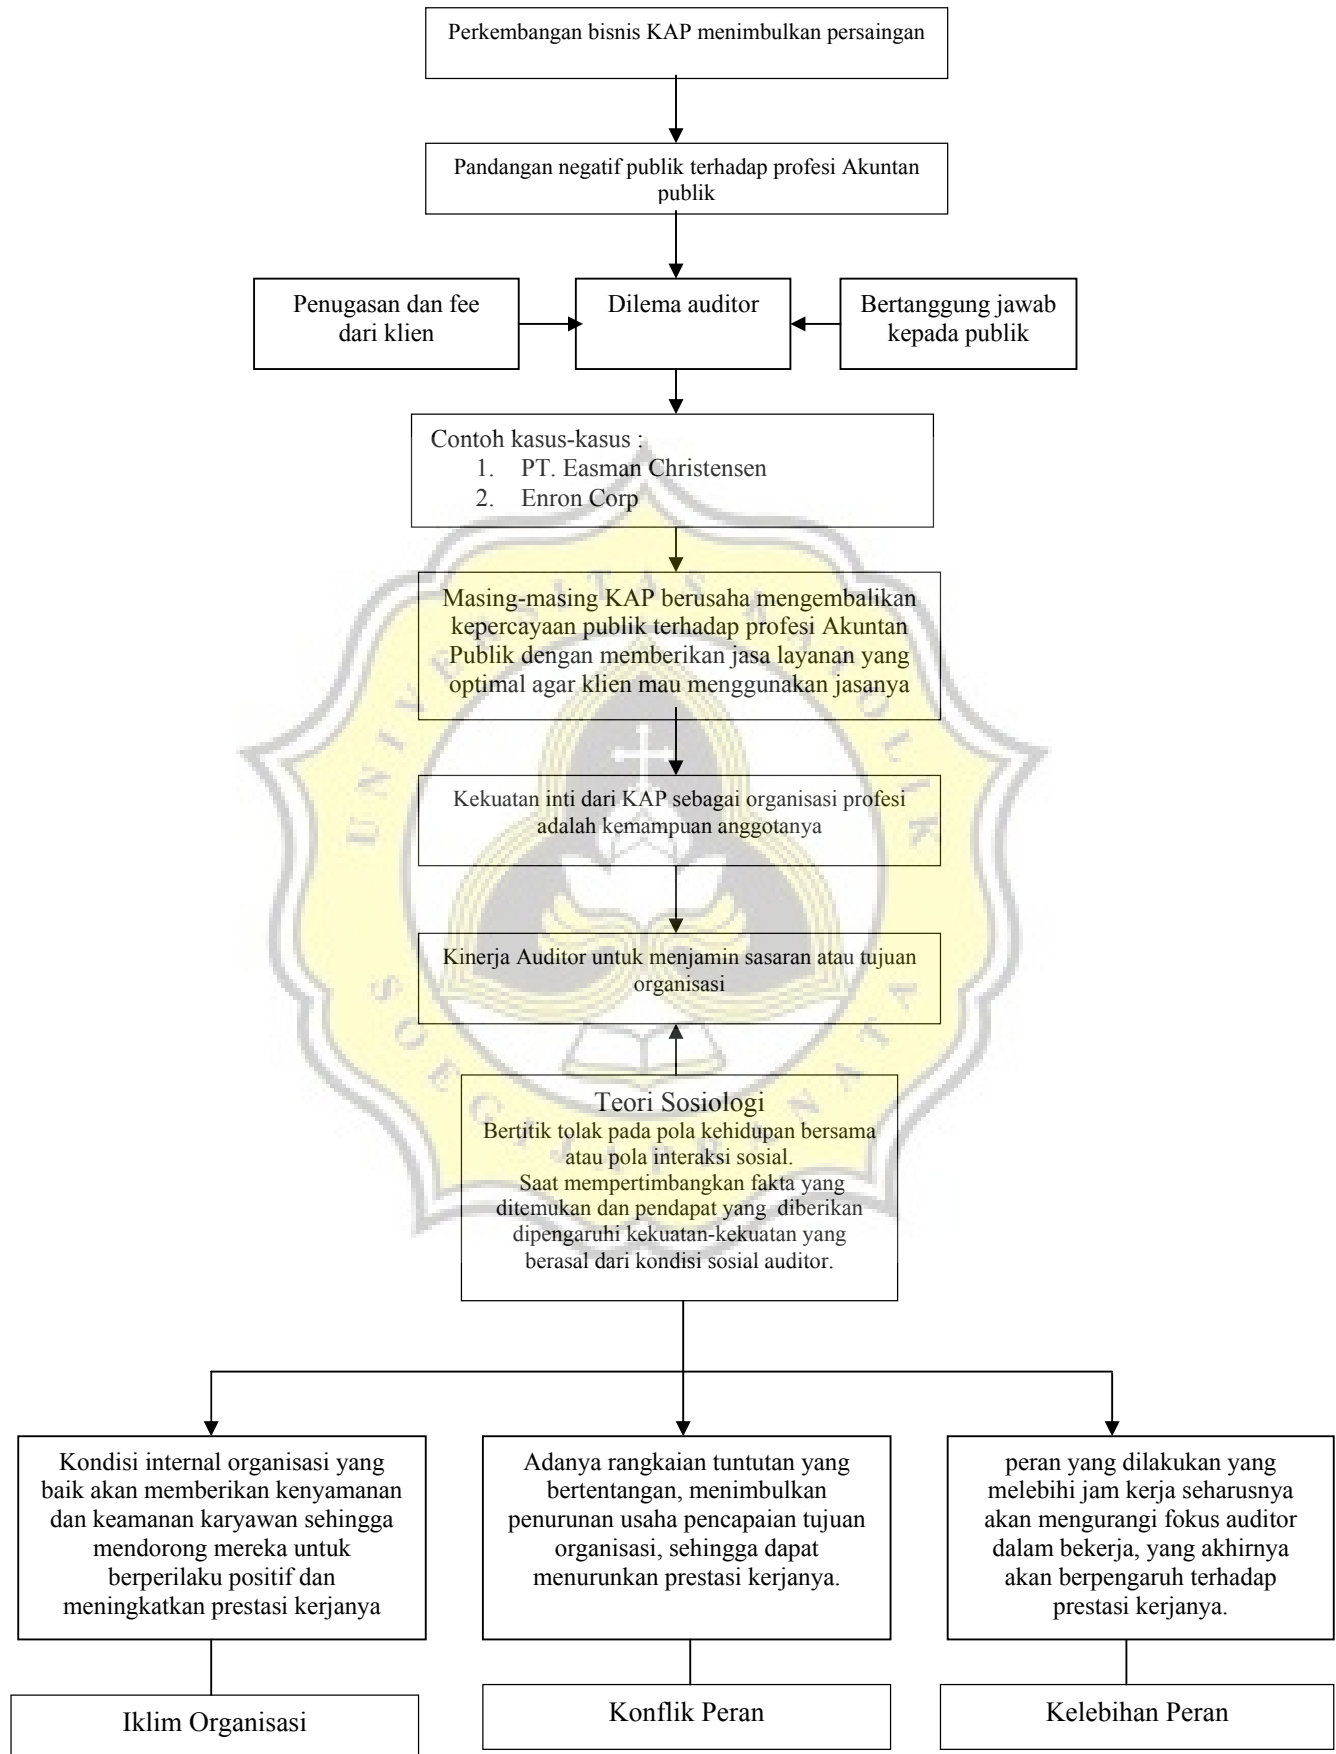 Perkembangan bisnis KAP menimbulkan persaingan
Pandangan negatif publik terhadap profesi Akuntan
publik
Penugasan dan fee
dari klien
Dilema auditor
Bertanggung jawab
kepada publik
Contoh kasus-kasus :
1. PT. Easman Christensen
2. Enron Corp
Masing-masing KAP berusaha mengembalikan
kepercayaan publik terhadap profesi Akuntan
Publik dengan memberikan jasa layanan yang
optimal agar klien mau menggunakan jasanya
Kekuatan inti dari KAP sebagai organisasi profesi
adalah kemampuan anggotanya
Kinerja Auditor untuk menjamin sasaran atau tujuan
organisasi
Teori Sosiologi
Bertitik tolak pada pola kehidupan bersama
atau pola interaksi sosial.
Saat mempertimbangkan fakta yang
ditemukan dan pendapat yang diberikan
dipengaruhi kekuatan-kekuatan yang
berasal dari kondisi sosial auditor.
Kondisi internal organisasi yang
baik akan memberikan kenyamanan
dan keamanan karyawan sehingga
mendorong mereka untuk
berperilaku positif dan
meningkatkan prestasi kerjanya
Adanya rangkaian tuntutan yang
bertentangan, menimbulkan
penurunan usaha pencapaian tujuan
organisasi, sehingga dapat
menurunkan prestasi kerjanya.
peran yang dilakukan yang
melebihi jam kerja seharusnya
akan mengurangi fokus auditor
dalam bekerja, yang akhirnya
akan berpengaruh terhadap
prestasi kerjanya.
Iklim Organisasi
Konflik Peran
Kelebihan Peran
UNIVERSITAS KATOLIK
SOEGIJAPRANATA